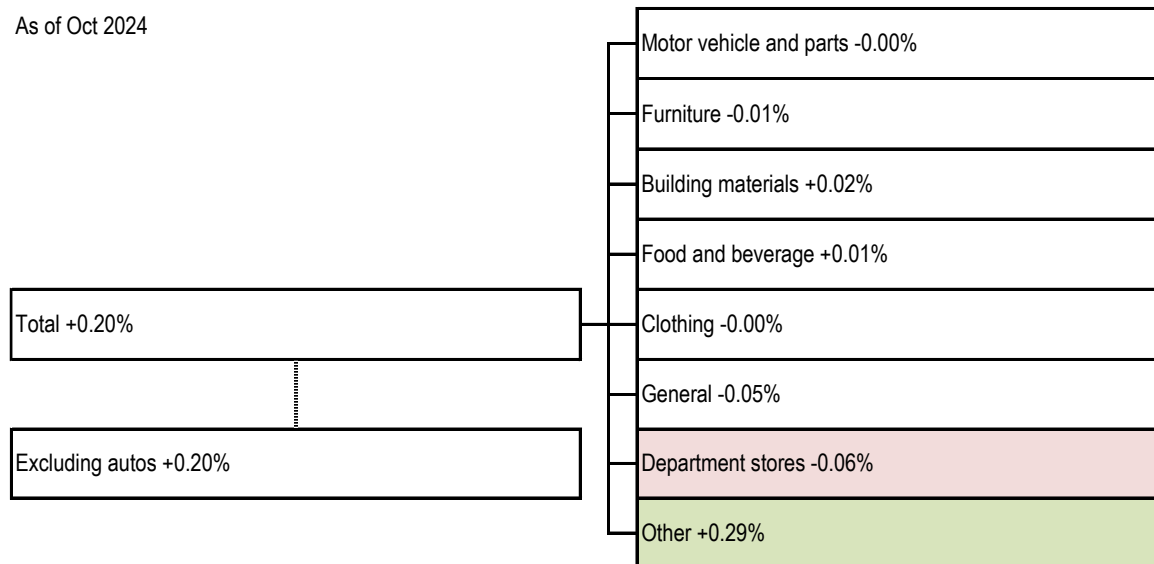 As of Oct 2024
Motor vehicle and parts -0.00%
Furniture -0.01%
Building materials +0.02%
Food and beverage +0.01%
Total +0.20%
Clothing -0.00%
General -0.05%
Excluding autos +0.20%
Department stores -0.06%
Other +0.29%